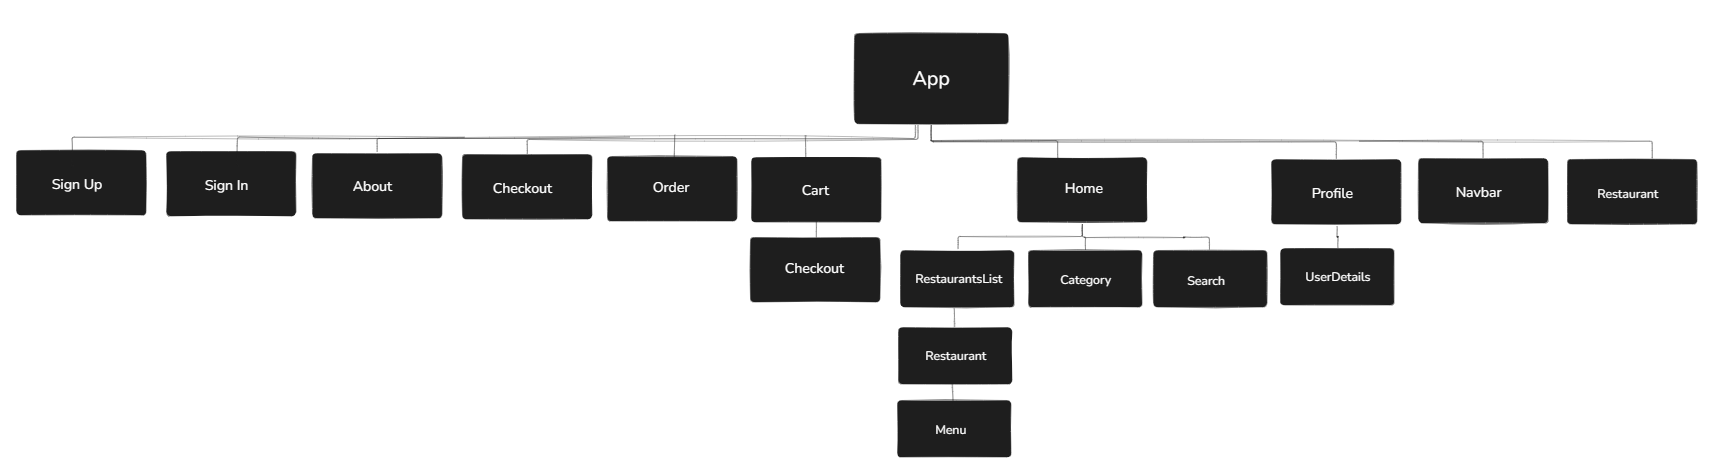 App
Sign Up
Sign In
About
Checkout
Order
Cart
Home
Profile
Navbar
Restaurant
Checkout
RestaurantsList
Category
Search
UserDetails
Restaurant
Menu